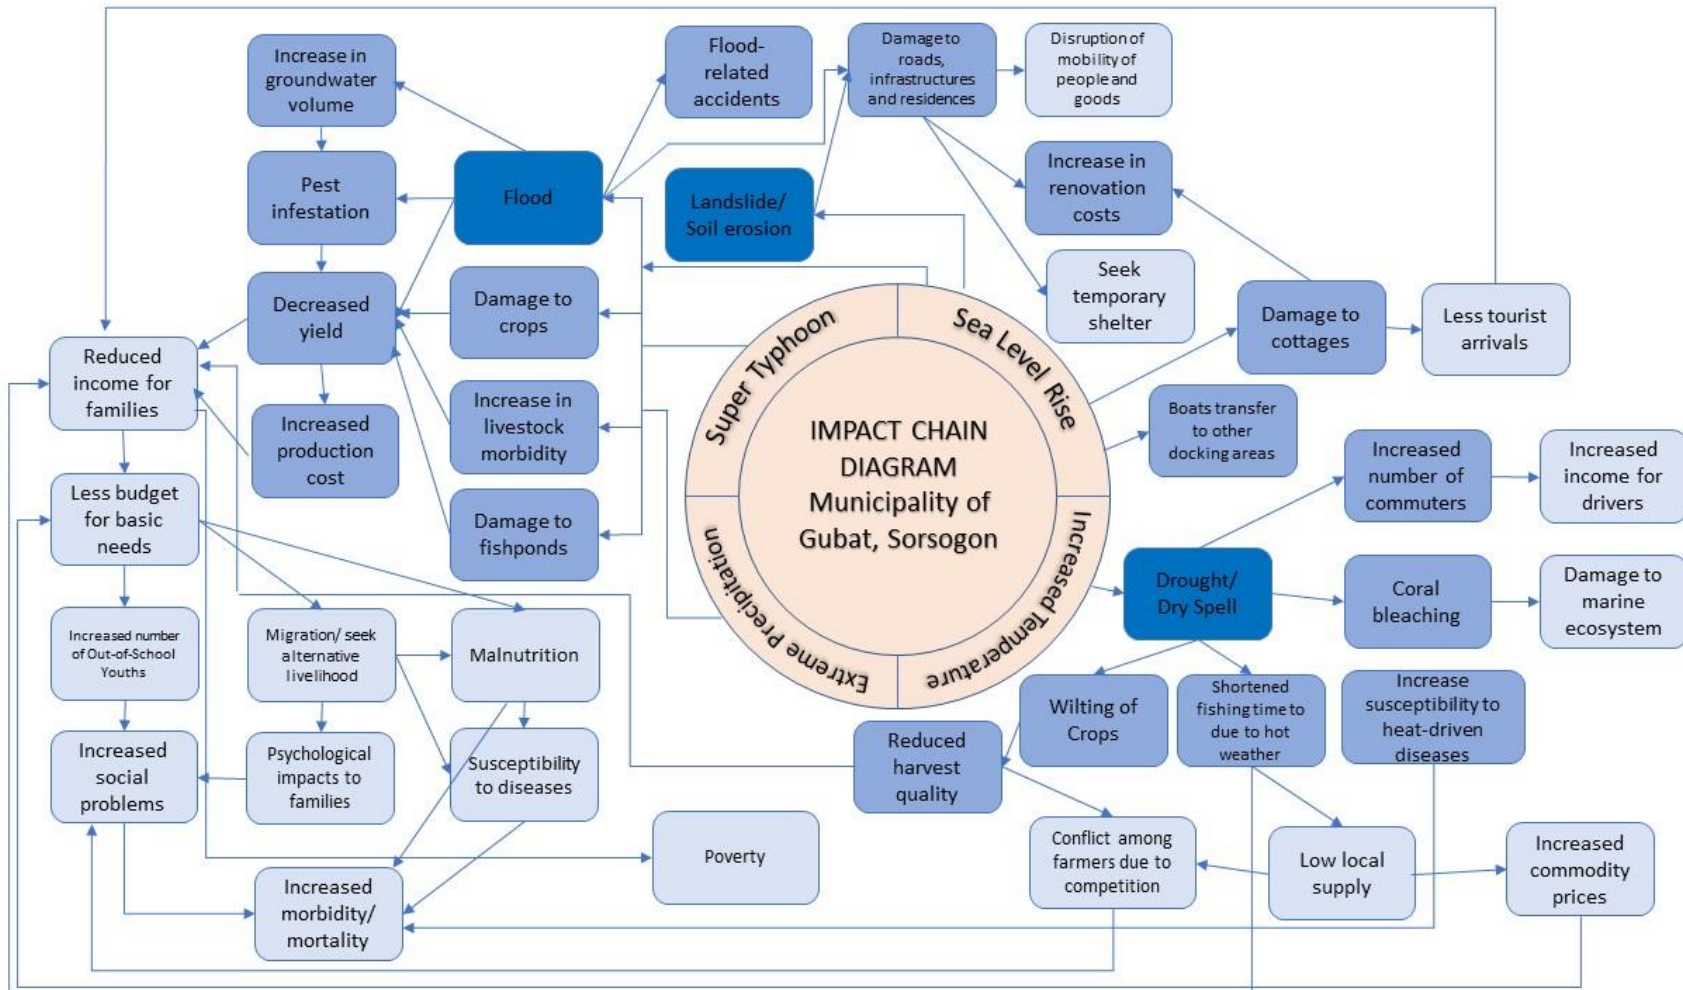 Increase in
groundwater
volume
Flood-
related
accidents
Damage to
roads,
infrastructures
and residences
Disruption of
mobility of
people and
goods
Pest
infestation
Flood
Landslide/
Soil erosion
Increase in
renovation
costs
Decreased
yield
Damage to
crops
Seek
temporary
shelter
Damage to
cottages
Less tourist
arrivals
Reduced
income for
families
Increased
production
cost
Increase in
livestock
morbidity
Super Typhoon
Sea Level Rise
Increased Temperature
Extreme Precipitation
IMPACT CHAIN
DIAGRAM
Municipality of
Gubat, Sorsogon
Boats transfer
to other
docking areas
Increased
number of
commuters
Increased
income for
drivers
Less budget
for basic
needs
Damage to
fishponds
Drought/
Dry Spell
Coral
bleaching
Damage to
marine
ecosystem
Increased number
of Out-of-School
Youths
Migration/ seek
alternative
livelihood
Malnutrition
Wilting of
Crops
Shortened
fishing time to
due to hot
weather
Increase
susceptibility to
heat-driven
diseases
Increased
social
problems
Psychological
impacts to
families
Susceptibility
to diseases
Reduced
harvest
quality
Poverty
Conflict among
farmers due to
competition
Low local
supply
Increased
commodity
prices
Increased
morbidity/
mortality